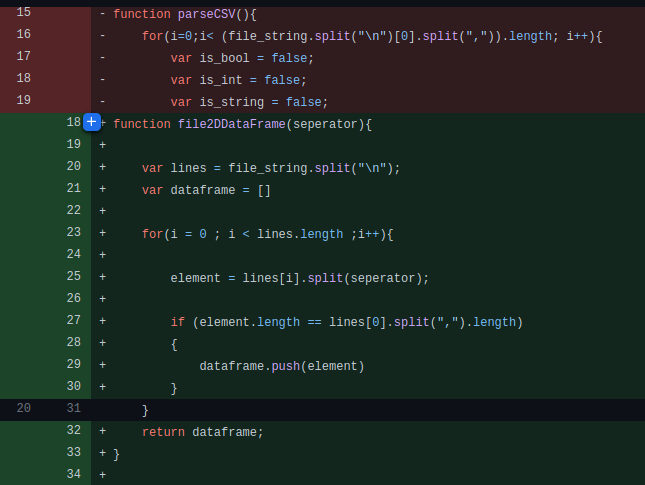 15 - function parseCSV(){
16 -     for(i=0;i< (file_string.split("\n")[0].split(",")).length; i++){
17 -         var is_bool = false;
18 -         var is_int = false;
19 -         var is_string = false;
18 + function file2DDataFrame(seperator){
19 +
20 +     var lines = file_string.split("\n");
21 +     var dataframe = []
22 +
23 +     for(i = 0 ; i < lines.length ;i++){
24 +
25 +         element = lines[i].split(seperator);
26 +
27 +         if (element.length == lines[0].split(",").length)
28 +         {
29 +             dataframe.push(element)
30 +         }
20 31     }
32 +     return dataframe;
33 + }
34 +